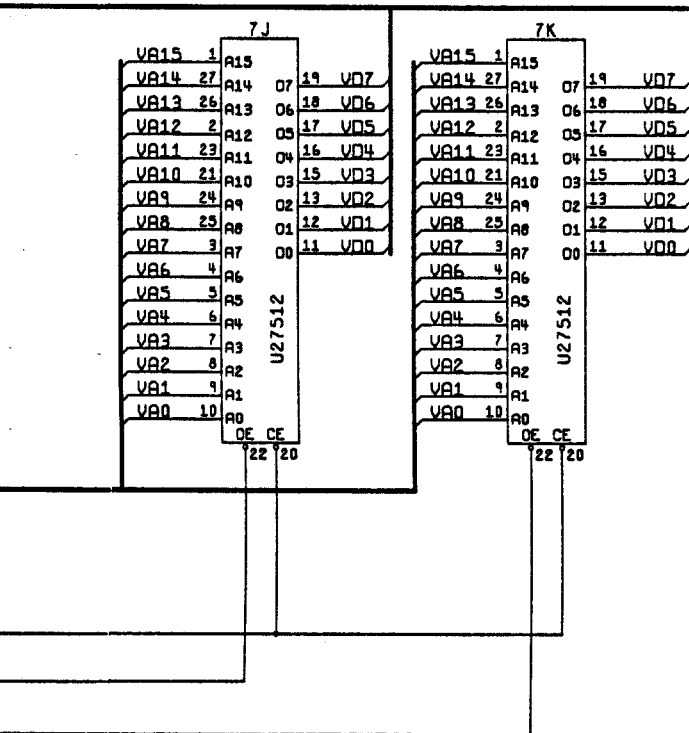 7J 7K
VA15 1 A15 VA15 1 A15
VA14 27 A14 O7 19 VD7 VA14 27 A14 O7 19 VD7
VA13 26 A13 O6 18 VD6 VA13 26 A13 O6 18 VD6
VA12 2 A12 O5 17 VD5 VA12 2 A12 O5 17 VD5
VA11 23 A11 O4 16 VD4 VA11 23 A11 O4 16 VD4
VA10 21 A10 O3 15 VD3 VA10 21 A10 O3 15 VD3
VA9 24 A9 O2 13 VD2 VA9 24 A9 O2 13 VD2
VA8 25 A8 O1 12 VD1 VA8 25 A8 O1 12 VD1
VA7 3 A7 O0 11 VD0 VA7 3 A7 O0 11 VD0
VA6 4 A6 VA6 4 A6
VA5 5 A5 VA5 5 A5
VA4 6 A4 VA4 6 A4
VA3 7 A3 VA3 7 A3
VA2 8 A2 VA2 8 A2
VA1 9 A1 VA1 9 A1
VA0 10 A0 VA0 10 A0
U27512 U27512
OE CE OE CE
22 20 22 20